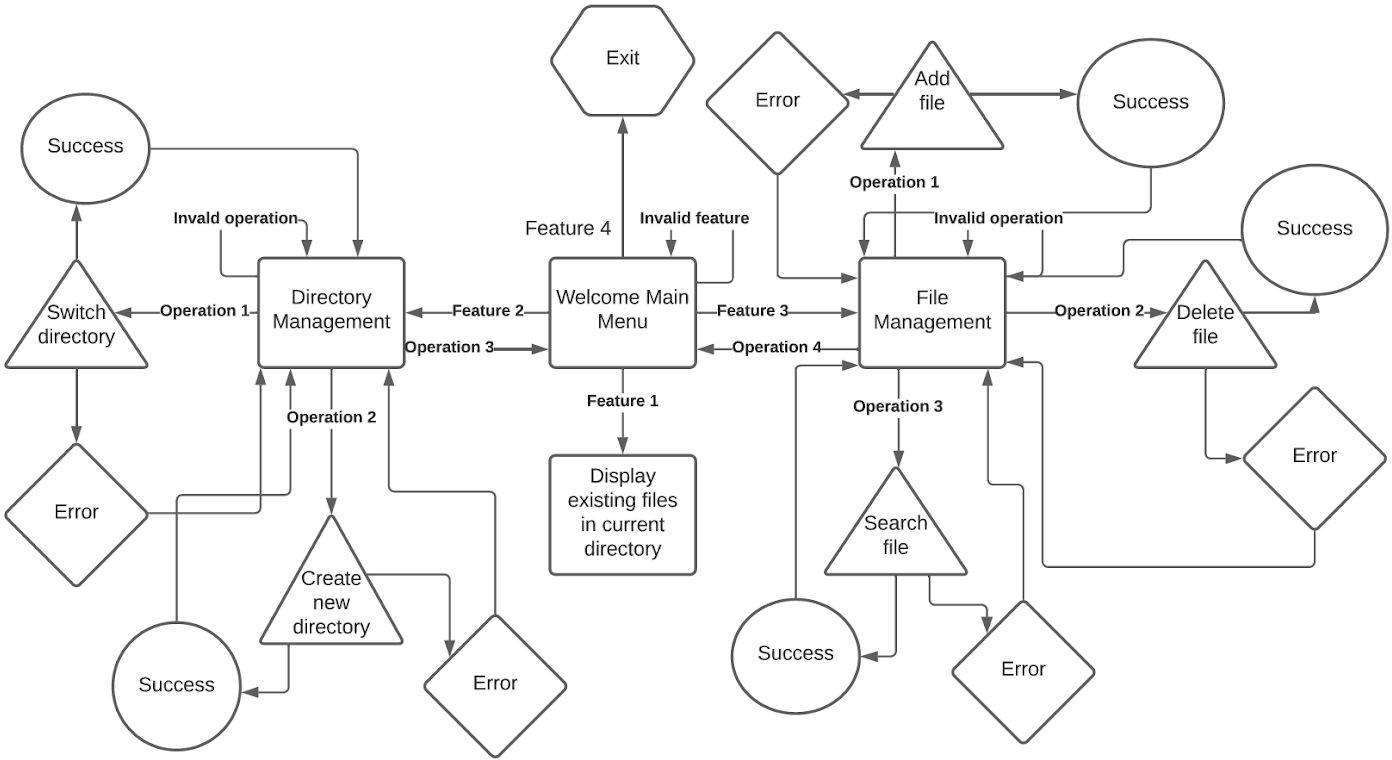 Exit
Error
Add
file
Success
Success
Operation 1
Invald operation
Feature 4
Invalid feature
Invalid operation
Success
Directory
Management
Welcome Main
Menu
File
Management
Switch
directory
Operation 1
Feature 2
Feature 3
Operation 2
Delete
file
Operation 3
Operation 4
Operation 2
Feature 1
Operation 3
Error
Display
existing files
in current
directory
Search
file
Error
Create
new
directory
Success
Error
Success
Error